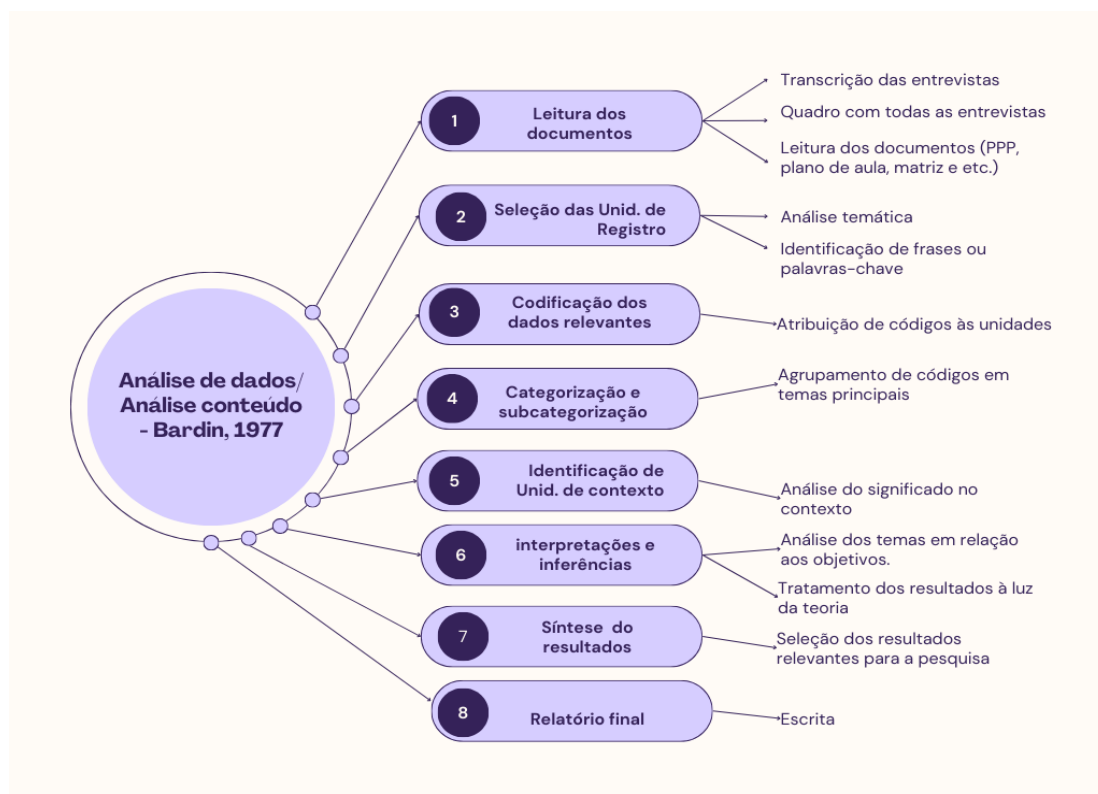 Análise de dados/
Análise conteúdo
- Bardin, 1977
1
Leitura dos
documentos
Transcrição das entrevistas
Quadro com todas as entrevistas
Leitura dos documentos (PPP,
plano de aula, matriz e etc.)
2
Seleção das Unid. de
Registro
Análise temática
Identificação de frases ou
palavras-chave
3
Codificação dos
dados relevantes
Atribuição de códigos às unidades
4
Categorização e
subcategorização
Agrupamento de códigos em
temas principais
5
Identificação de
Unid. de contexto
Análise do significado no
contexto
6
interpretações e
inferências
Análise dos temas em relação
aos objetivos.
Tratamento dos resultados à luz
da teoria
7
Síntese do
resultados
Seleção dos resultados
relevantes para a pesquisa
8
Relatório final
Escrita